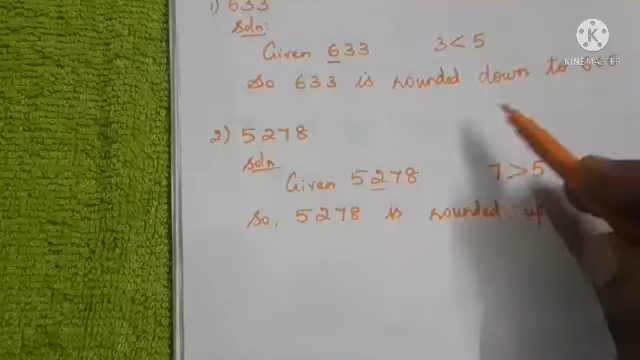 1) 633
Soln:
Given 633 3 < 5
So 633 is rounded down to
2) 5278
Soln
Given 5278 7 > 5
So, 5278 is rounded up
K
KINEMASTER